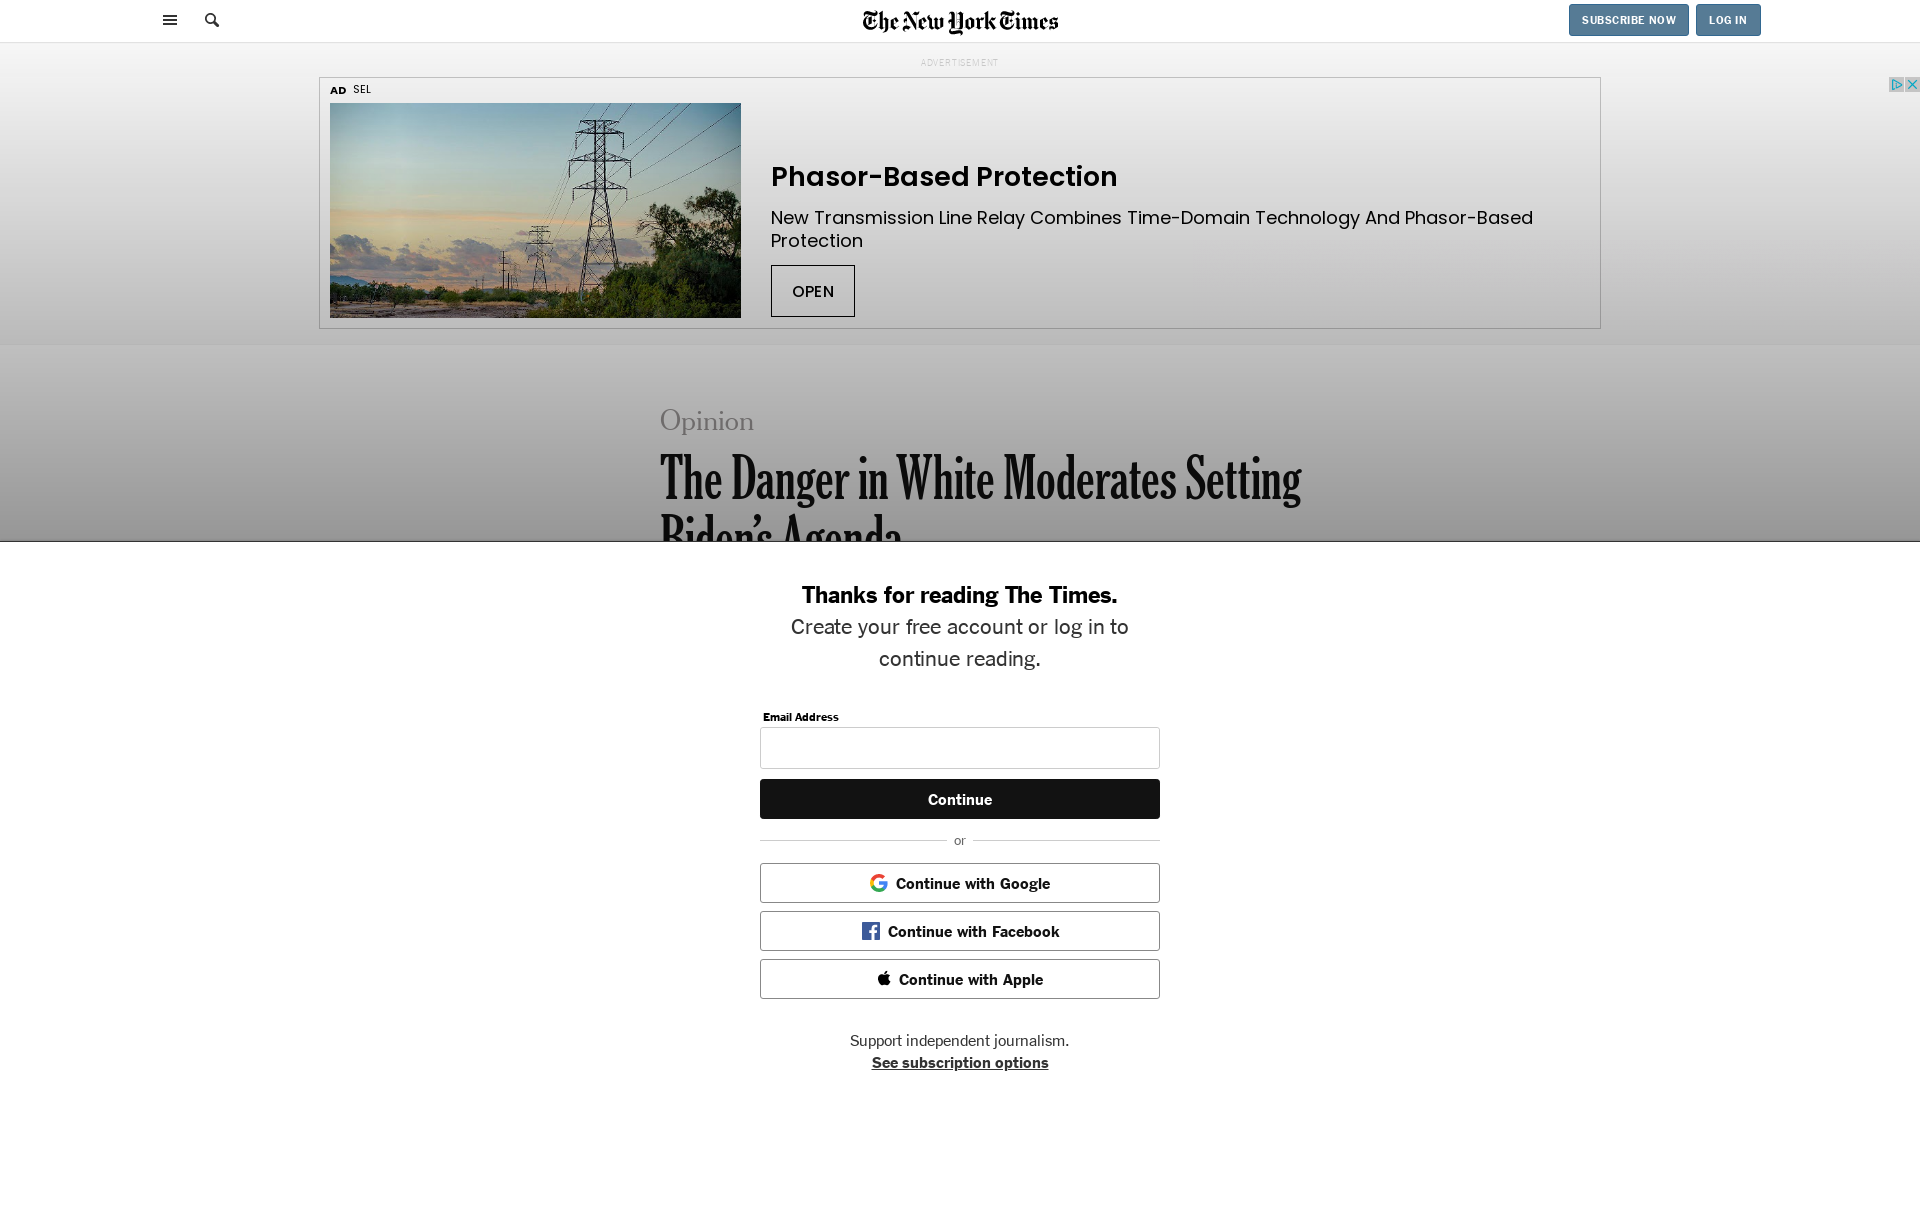 The New York Times
SUBSCRIBE NOW
LOG IN
ADVERTISEMENT
AD SEL
Phasor-Based Protection
New Transmission Line Relay Combines Time-Domain Technology And Phasor-Based
Protection
OPEN
Opinion
The Danger in White Moderates Setting
Biden’s Agenda
Thanks for reading The Times.
Create your free account or log in to
continue reading.
Email Address
Continue
or
Continue with Google
Continue with Facebook
Continue with Apple
Support independent journalism.
See subscription options